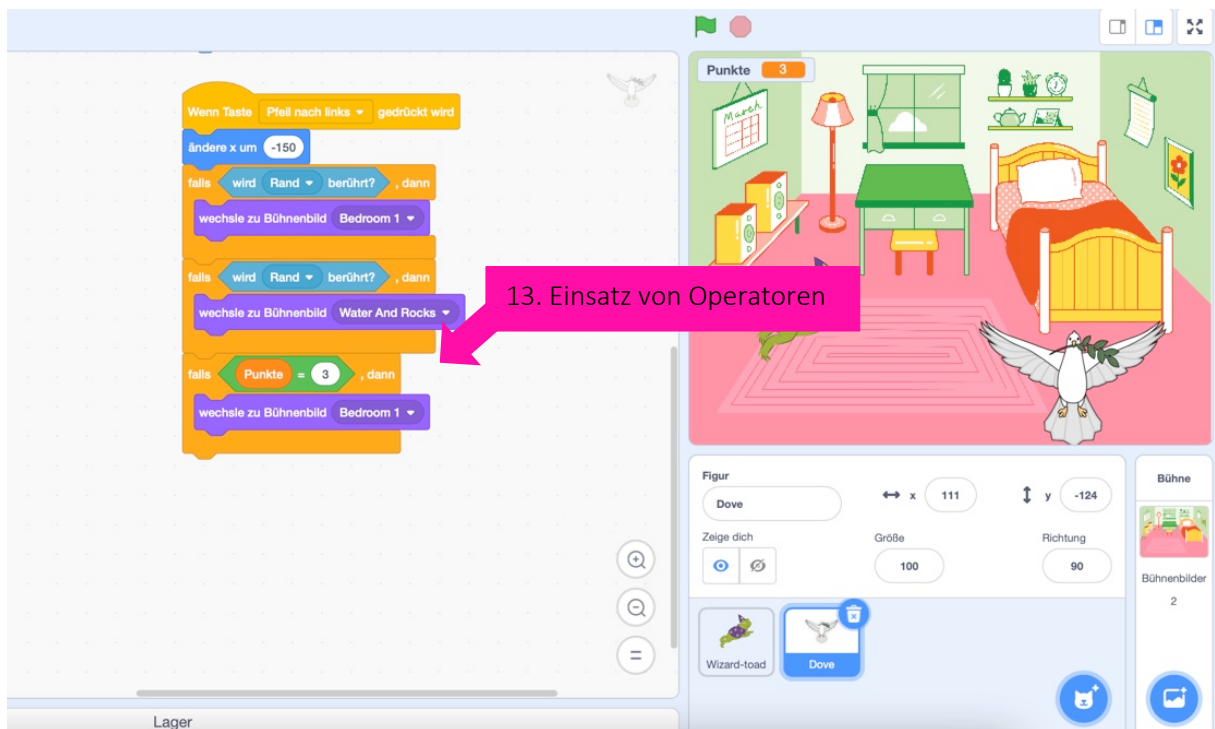 Wenn Taste Pfeil nach links gedrückt wird
ändere x um -150
falls wird Rand berührt? , dann
wechsle zu Bühnenbild Bedroom 1
falls wird Rand berührt? , dann
wechsle zu Bühnenbild Water And Rocks
falls Punkte = 3 , dann
wechsle zu Bühnenbild Bedroom 1
13. Einsatz von Operatoren
Punkte 3
March
Figur
Dove
x 111
y -124
Zeige dich
Größe
100
Richtung
90
Wizard-toad
Dove
Bühne
Bühnenbilder
2
Lager